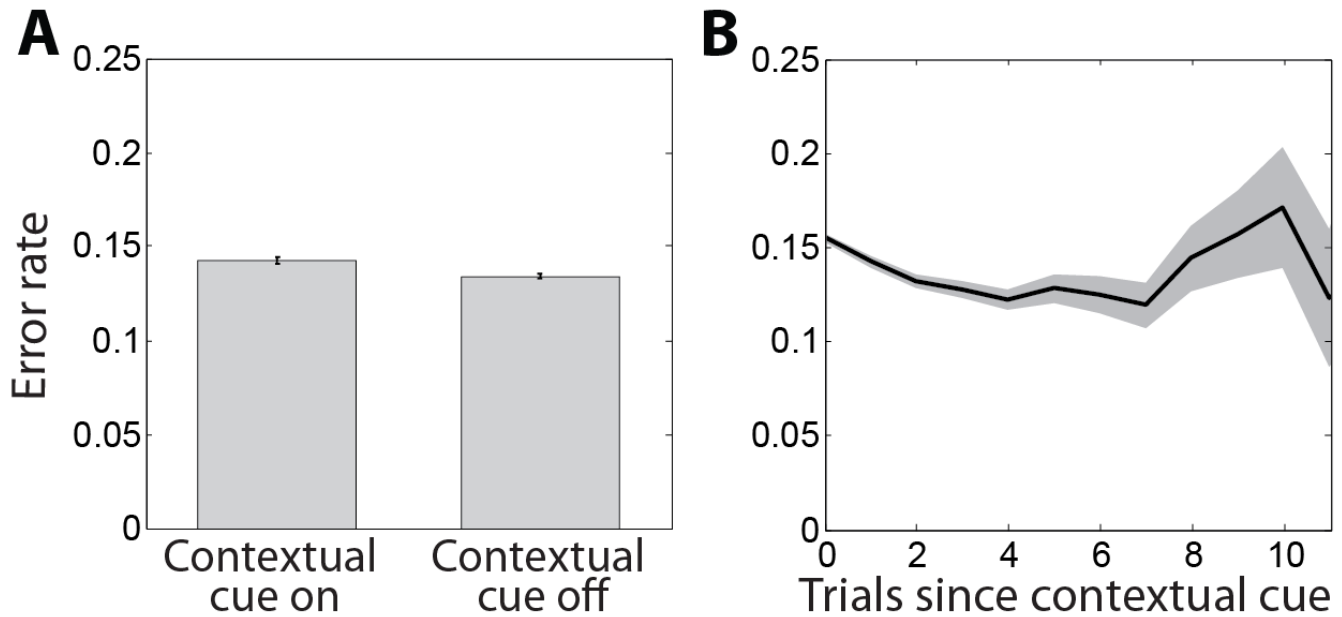 A
Error rate
0.25
0.2
0.15
0.1
0.05
0
Contextual
cue on
Contextual
cue off
B
0.25
0.2
0.15
0.1
0.05
0
0 2 4 6 8 10
Trials since contextual cue